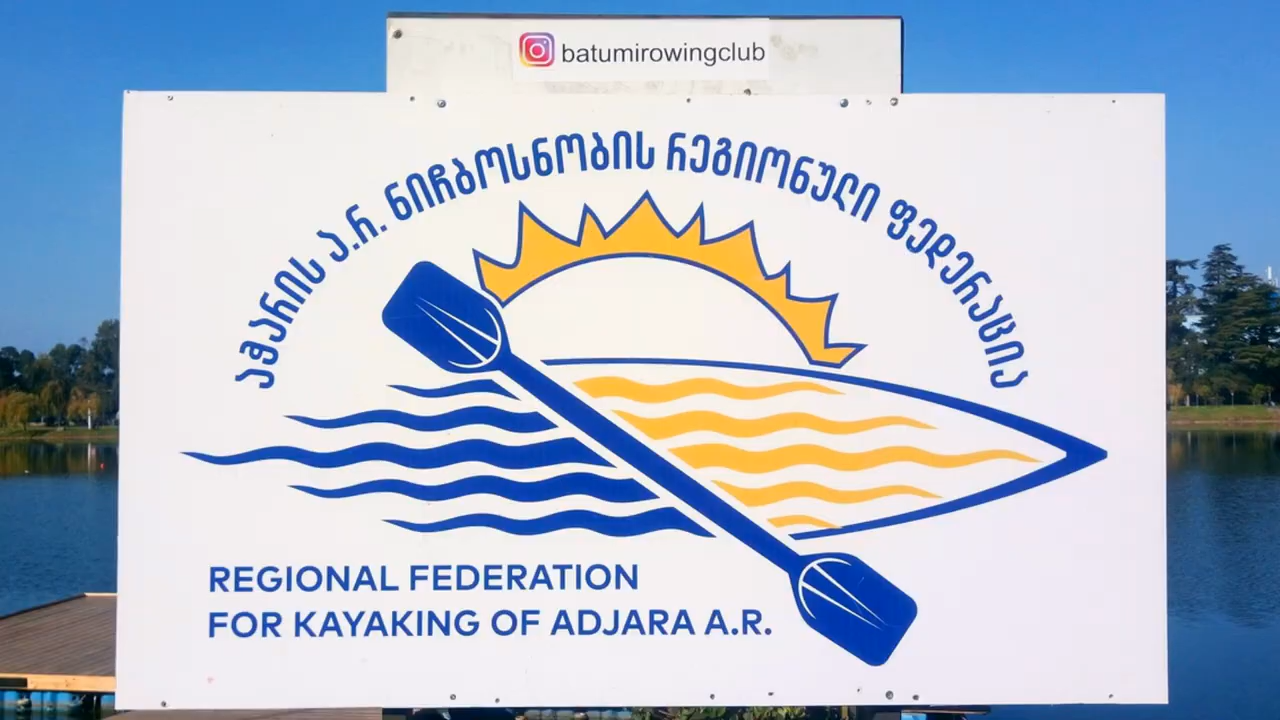 batumirowingclub
აჭარის ა.რ. ნიჩბოსნობის რეგიონული ფედერაცია
REGIONAL FEDERATION
FOR KAYAKING OF ADJARA A.R.